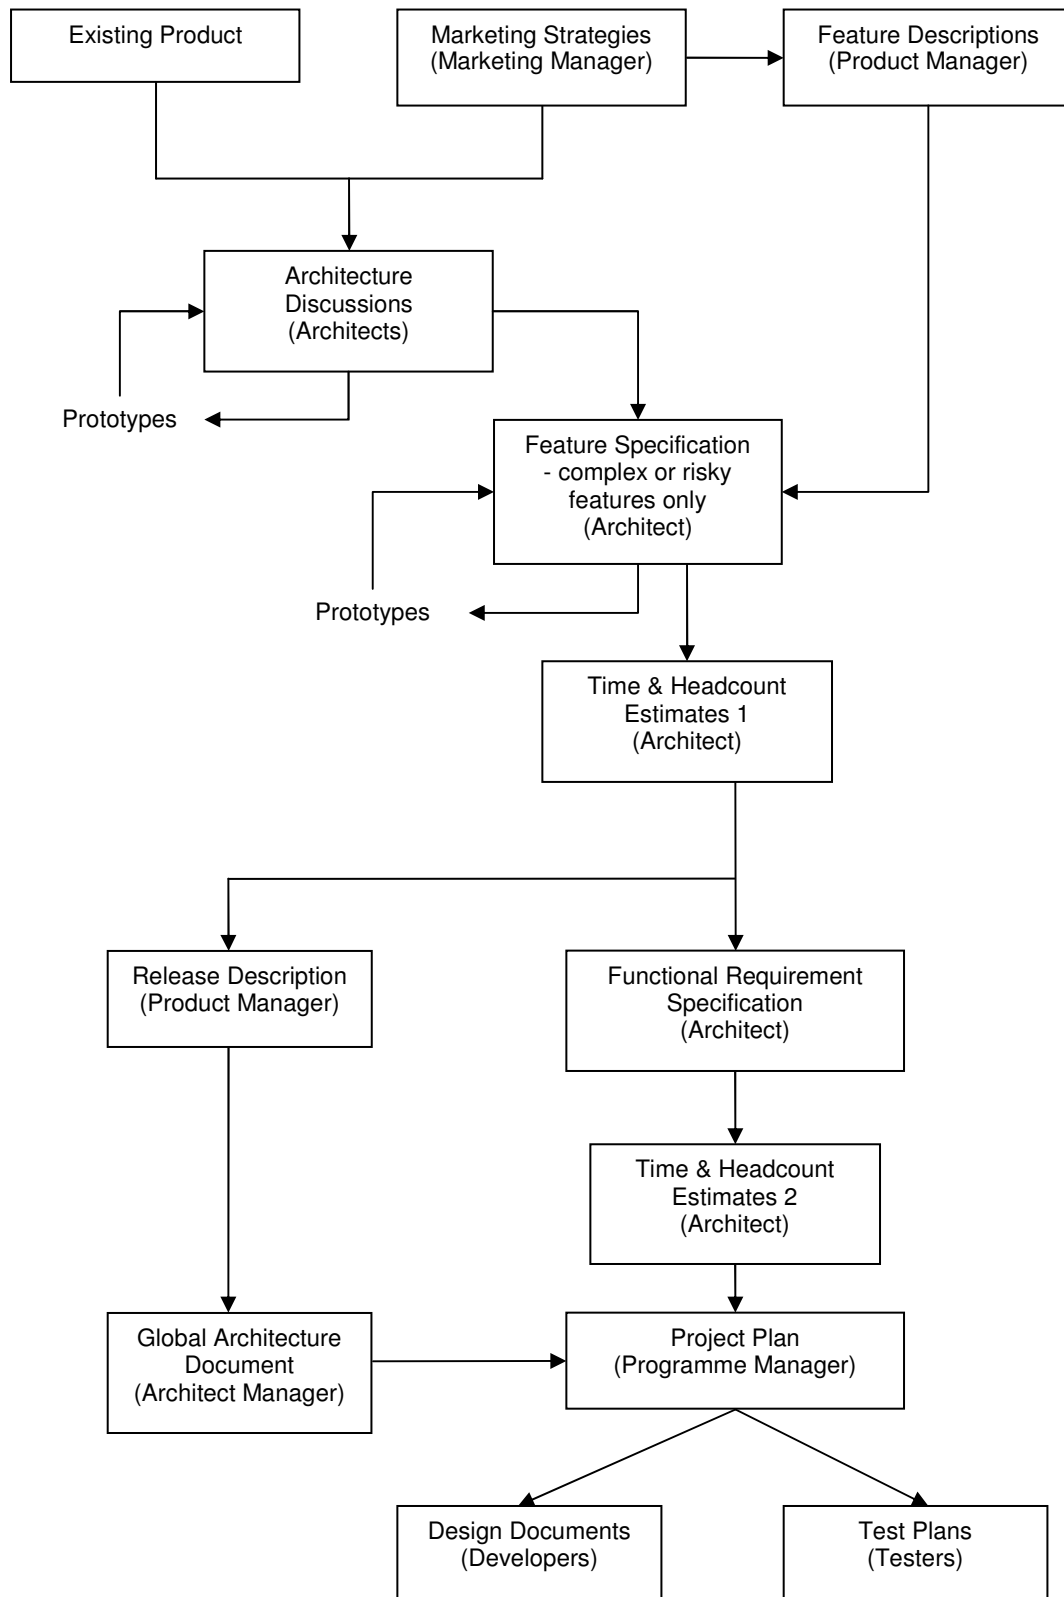 Existing Product
Marketing Strategies
(Marketing Manager)
Feature Descriptions
(Product Manager)
Architecture
Discussions
(Architects)
Prototypes
Feature Specification
- complex or risky
features only
(Architect)
Prototypes
Time & Headcount
Estimates 1
(Architect)
Release Description
(Product Manager)
Functional Requirement
Specification
(Architect)
Time & Headcount
Estimates 2
(Architect)
Global Architecture
Document
(Architect Manager)
Project Plan
(Programme Manager)
Design Documents
(Developers)
Test Plans
(Testers)